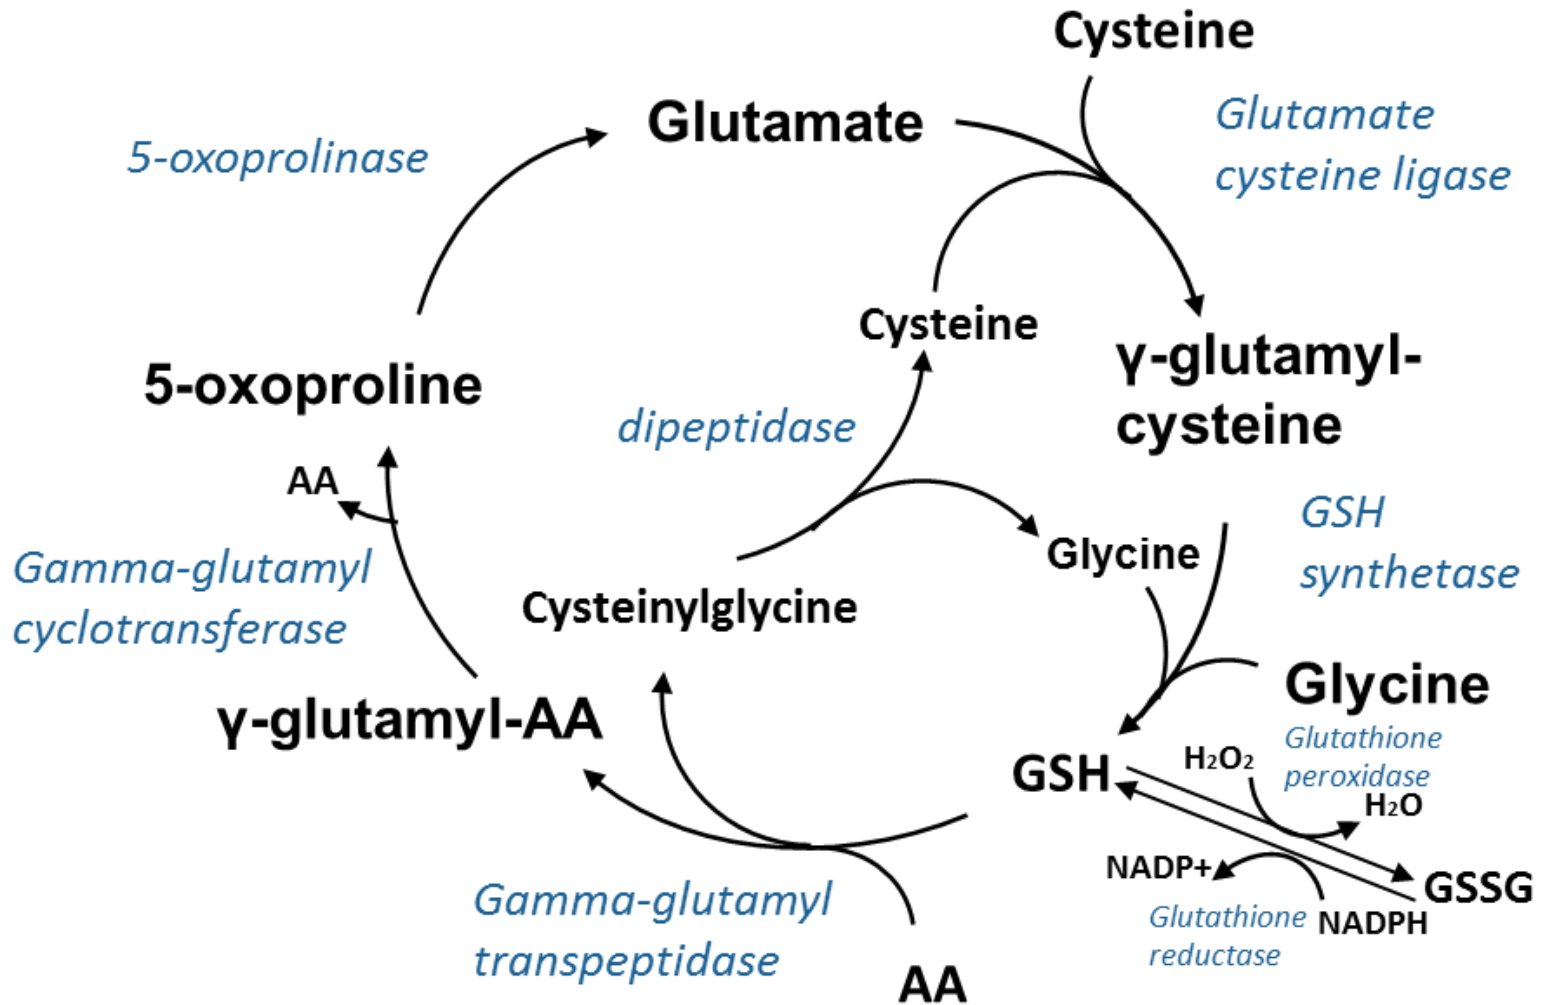 Cysteine
Glutamate
Glutamate
cysteine ligase
5-oxoprolinase
Cysteine
γ-glutamyl-
cysteine
5-oxoproline
dipeptidase
AA
GSH
synthetase
Glycine
Gamma-glutamyl
cyclotransferase
Cysteinylglycine
Glycine
γ-glutamyl-AA
Glutathione
peroxidase
H₂O₂
GSH
H₂O
NADP+
GSSG
Gamma-glutamyl
transpeptidase
Glutathione
reductase
NADPH
AA